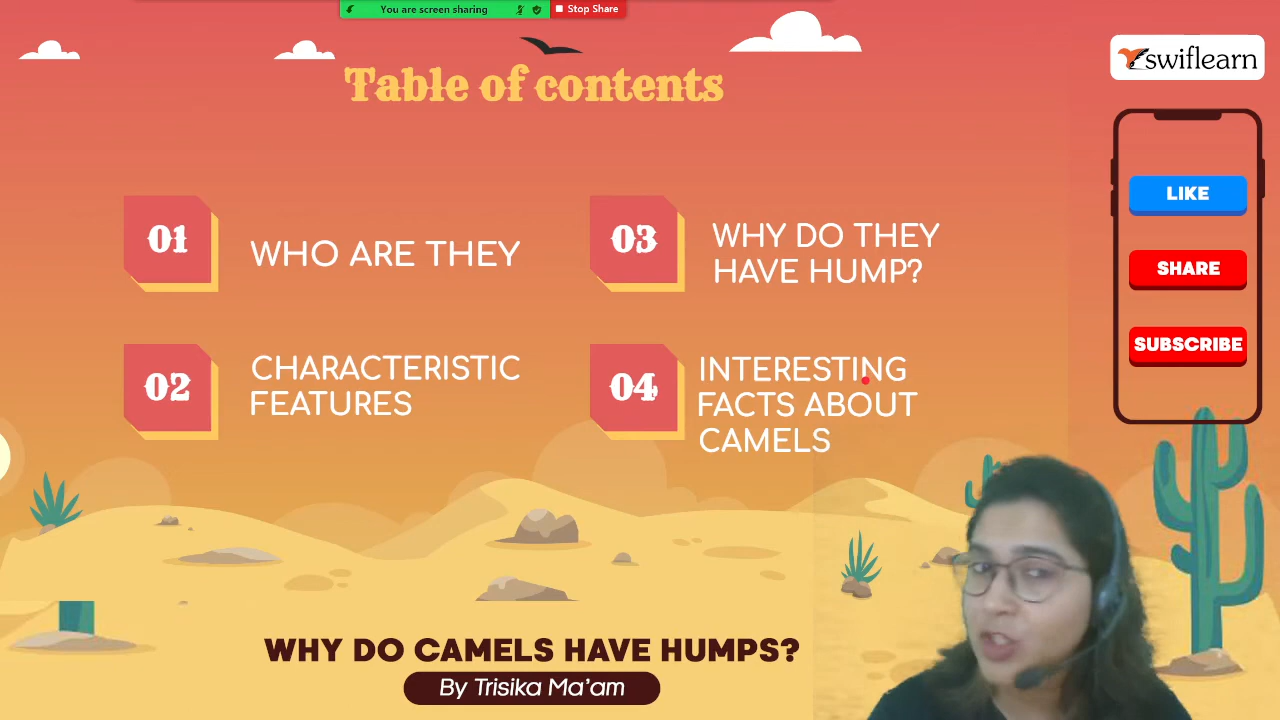 You are screen sharing
Stop Share
Table of contents
swiflearn
01
WHO ARE THEY
02
CHARACTERISTIC
FEATURES
03
WHY DO THEY
HAVE HUMP?
04
INTERESTING
FACTS ABOUT
CAMELS
LIKE
SHARE
SUBSCRIBE
WHY DO CAMELS HAVE HUMPS?
By Trisika Ma'am